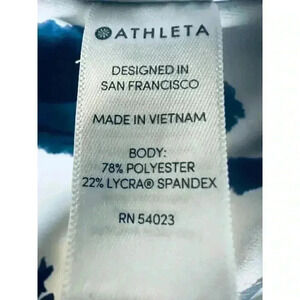 ATHLETA
DESIGNED IN
SAN FRANCISCO
MADE IN VIETNAM
BODY:
78% POLYESTER
22% LYCRA® SPANDEX
RN 54023